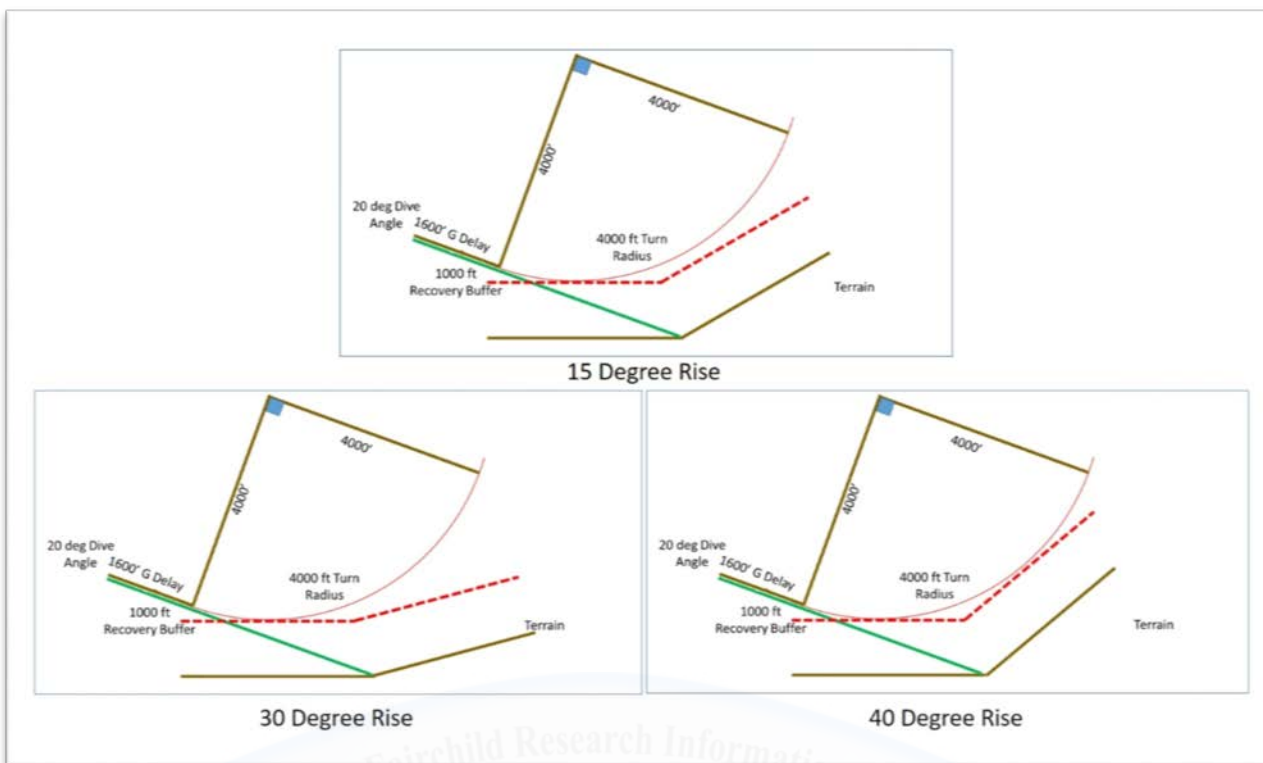 4000'
4000'
20 deg Dive
Angle
1600' G Delay
4000 ft Turn
Radius
1000 ft
Recovery Buffer
Terrain
15 Degree Rise
4000'
4000'
20 deg Dive
Angle
1600' G Delay
4000 ft Turn
Radius
1000 ft
Recovery Buffer
Terrain
30 Degree Rise
4000'
4000'
20 deg Dive
Angle
1600' G Delay
4000 ft Turn
Radius
1000 ft
Recovery Buffer
Terrain
40 Degree Rise
Fairchild Research